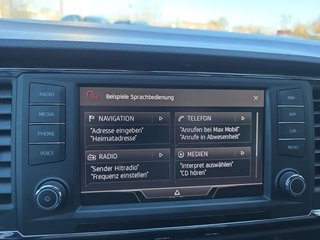 Beispiele Sprachbedienung
RADIO
MEDIA
PHONE
VOICE
NAVIGATION
"Adresse eingeben"
"Heimatadresse"
TELEFON
"Anrufen bei Max Mobil"
"Anrufe in Abwesenheit"
RADIO
"Sender Hitradio"
"Frequenz einstellen"
MEDIEN
"Interpret auswählen"
"CD hören"
NAV
APP
CAR
MENU